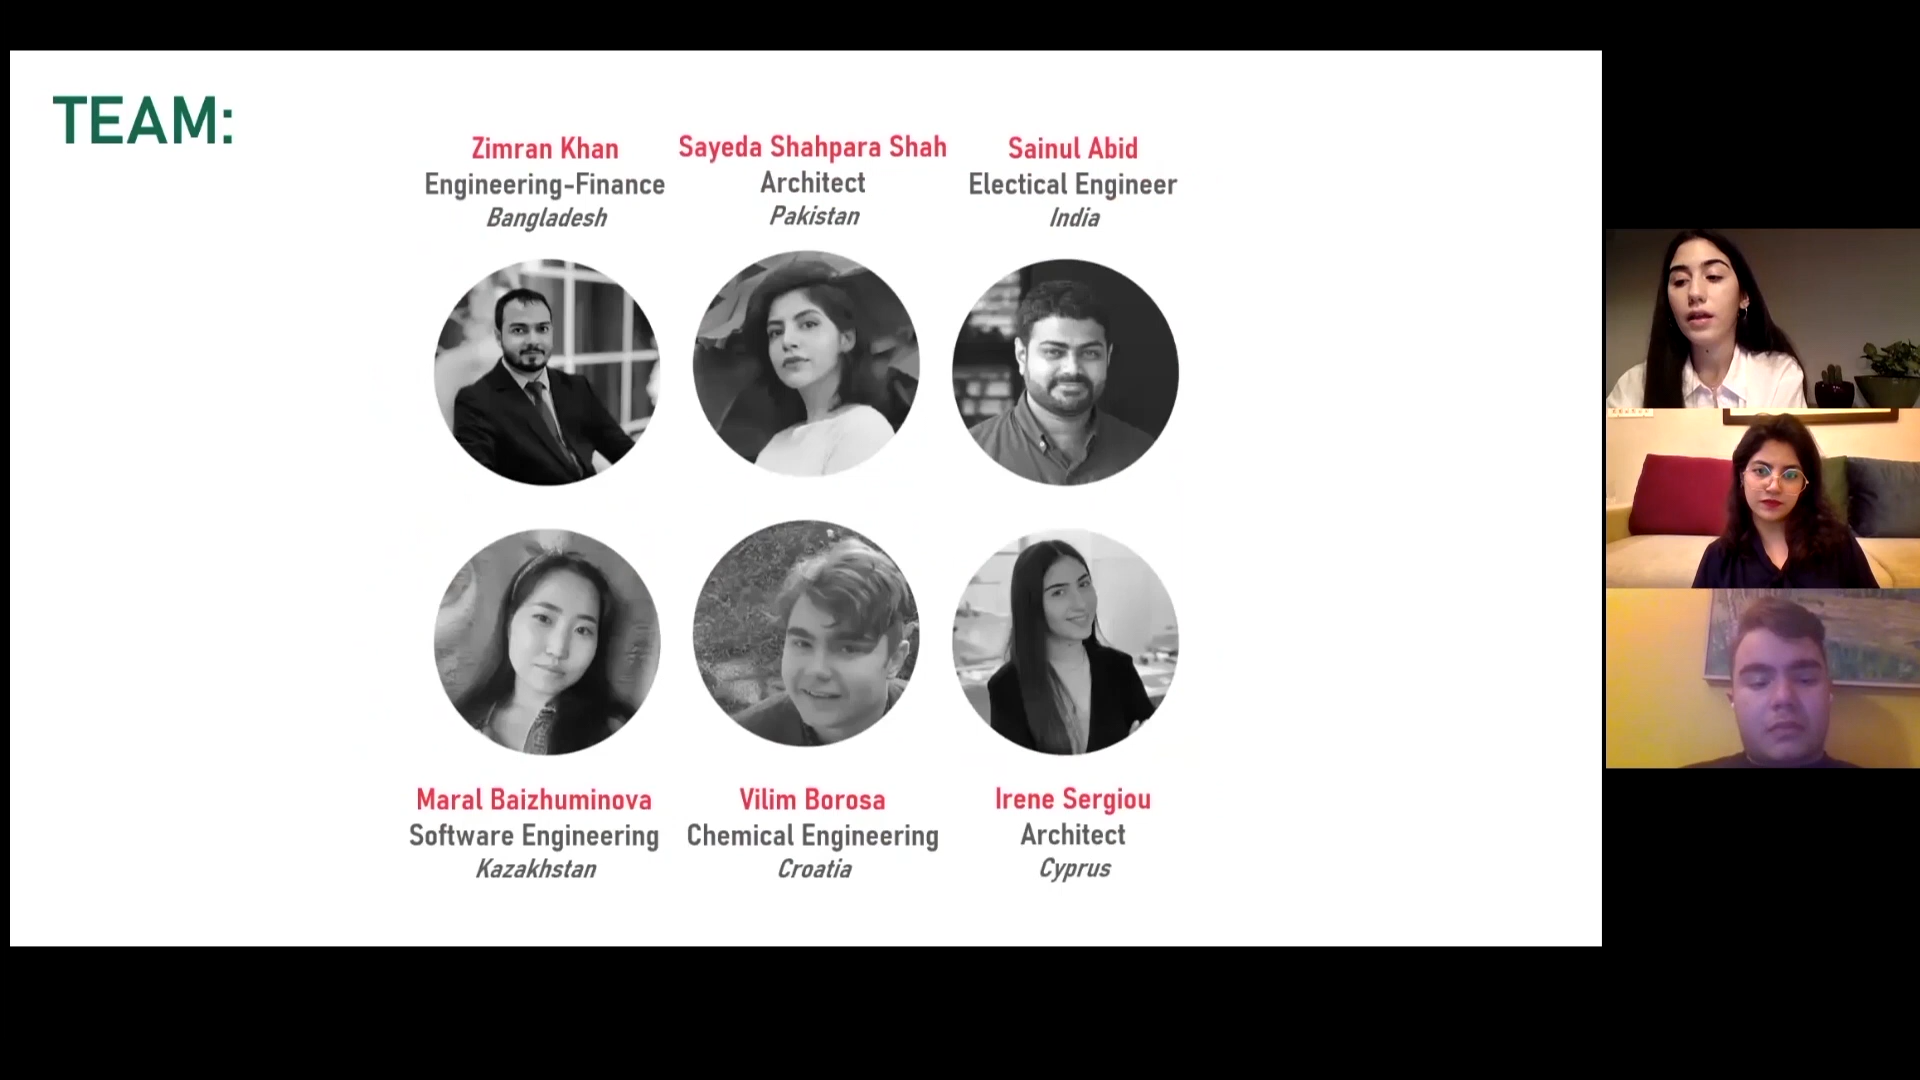 TEAM:
Zimran Khan
Engineering-Finance
Bangladesh
Sayeda Shahpara Shah
Architect
Pakistan
Sainul Abid
Electical Engineer
India
Maral Baizhuminova
Software Engineering
Kazakhstan
Vilim Borosa
Chemical Engineering
Croatia
Irene Sergiou
Architect
Cyprus